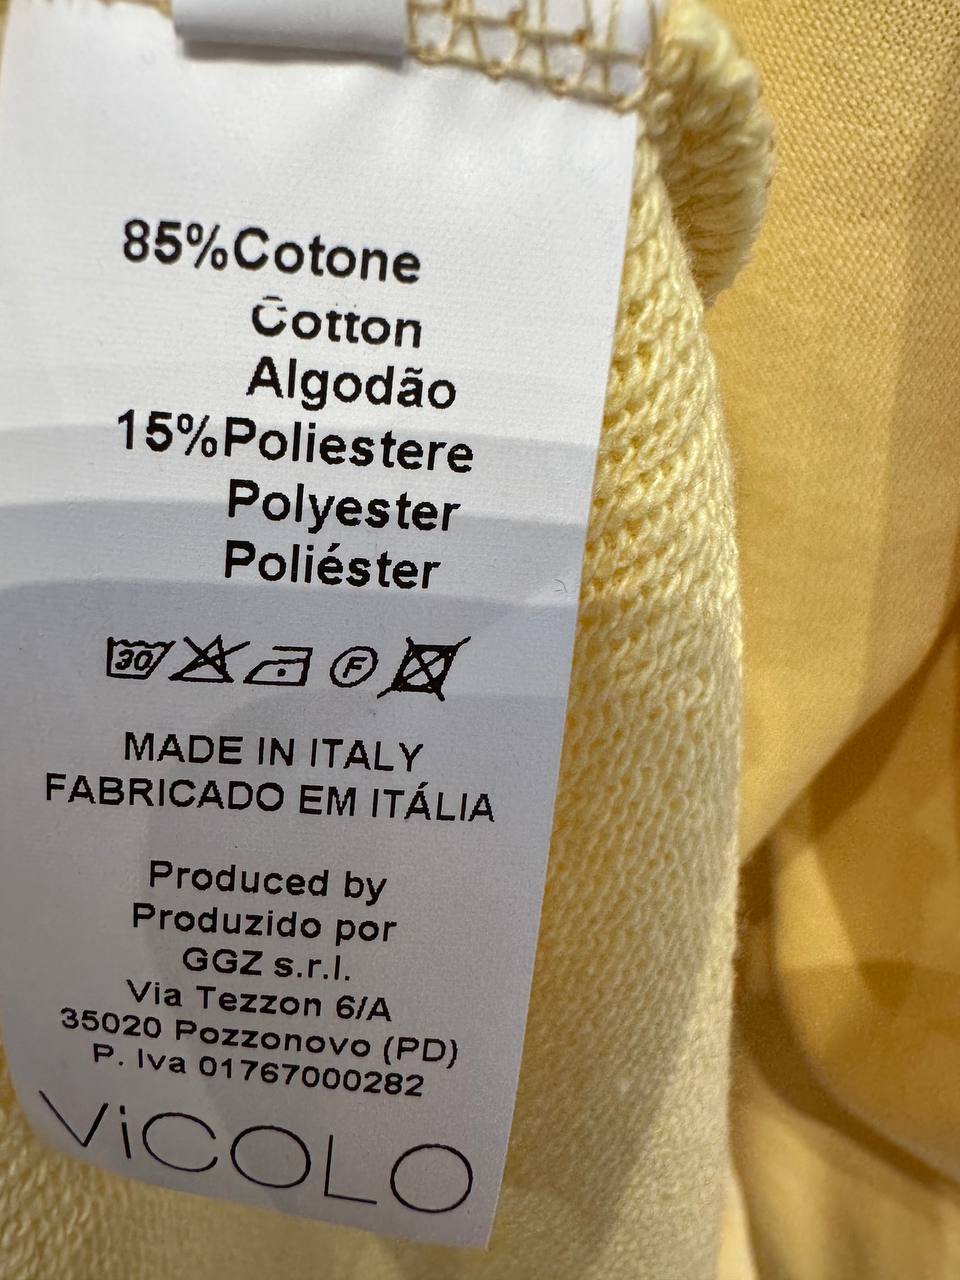 85%Cotone
Cotton
Algodão
15%Poliestere
Polyester
Poliéster
30 F
MADE IN ITALY
FABRICADO EM ITÁLIA
Produced by
Produzido por
GGZ s.r.l.
Via Tezzon 6/A
35020 Pozzonovo (PD)
P. Iva 01767000282
ViCOLO